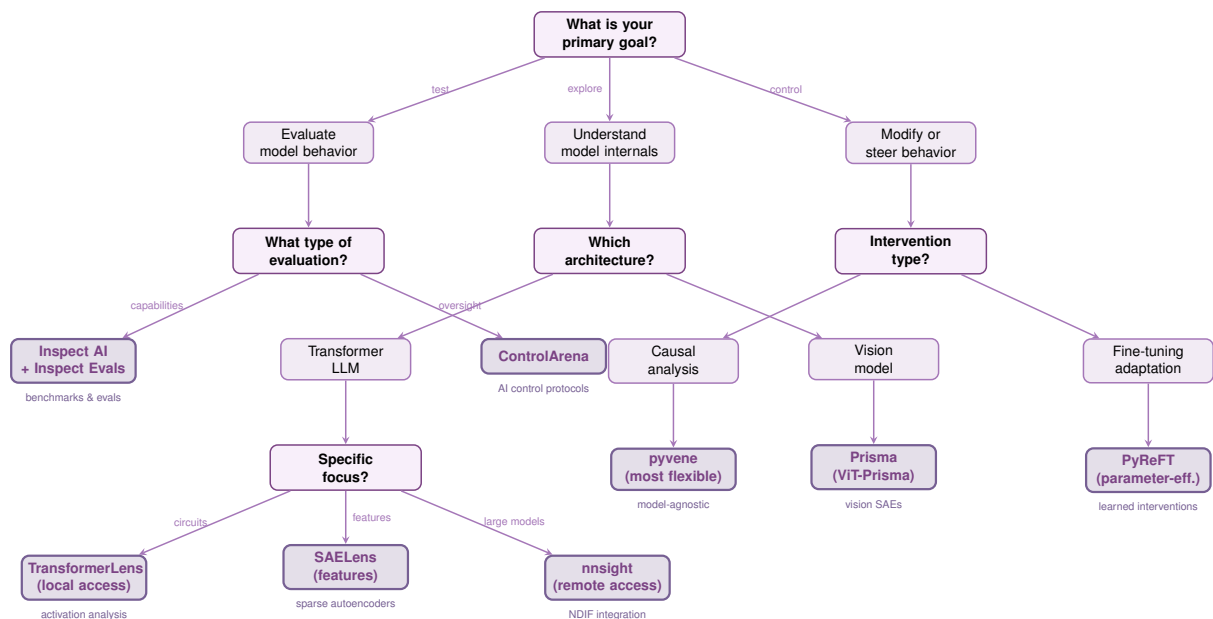 What is your
primary goal?
test
explore
control
Evaluate
model behavior
Understand
model internals
Modify or
steer behavior
What type of
evaluation?
Which
architecture?
Intervention
type?
capabilities
oversight
Inspect AI
+ Inspect Evals
benchmarks & evals
Transformer
LLM
ControlArena
AI control protocols
Causal
analysis
Vision
model
Fine-tuning
adaptation
Specific
focus?
pyvene
(most flexible)
model-agnostic
Prisma
(ViT-Prisma)
vision SAEs
PyReFT
(parameter-eff.)
learned interventions
circuits
features
large models
TransformerLens
(local access)
activation analysis
SAELens
(features)
sparse autoencoders
nnsight
(remote access)
NDIF integration